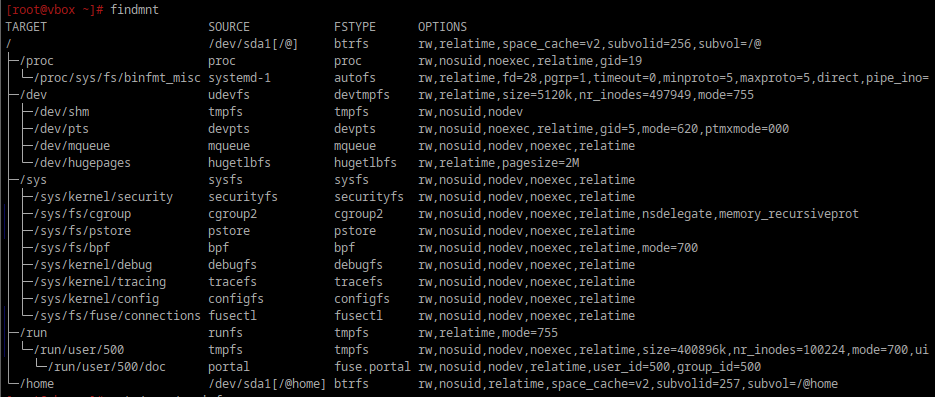 [root@vbox ~]# findmnt
TARGET SOURCE FSTYPE OPTIONS
/ /dev/sda1[/@] btrfs rw,relatime,space_cache=v2,subvolid=256,subvol=/@
├─/proc proc proc rw,nosuid,noexec,relatime,gid=19
│ └─/proc/sys/fs/binfmt_misc systemd-1 autofs rw,relatime,fd=28,pgrp=1,timeout=0,minproto=5,maxproto=5,direct,pipe_ino=
├─/dev udevfs devtmpfs rw,relatime,size=5120k,nr_inodes=497949,mode=755
│ ├─/dev/shm tmpfs tmpfs rw,nosuid,nodev
│ ├─/dev/pts devpts devpts rw,nosuid,noexec,relatime,gid=5,mode=620,ptmxmode=000
│ ├─/dev/mqueue mqueue mqueue rw,nosuid,nodev,noexec,relatime
│ └─/dev/hugepages hugetlbfs hugetlbfs rw,relatime,pagesize=2M
├─/sys sysfs sysfs rw,nosuid,nodev,noexec,relatime
│ ├─/sys/kernel/security securityfs securityfs rw,nosuid,nodev,noexec,relatime
│ ├─/sys/fs/cgroup cgroup2 cgroup2 rw,nosuid,nodev,noexec,relatime,nsdelegate,memory_recursiveprot
│ ├─/sys/fs/pstore pstore pstore rw,nosuid,nodev,noexec,relatime
│ ├─/sys/fs/bpf bpf bpf rw,nosuid,nodev,noexec,relatime,mode=700
│ ├─/sys/kernel/debug debugfs debugfs rw,nosuid,nodev,noexec,relatime
│ ├─/sys/kernel/tracing tracefs tracefs rw,nosuid,nodev,noexec,relatime
│ ├─/sys/kernel/config configfs configfs rw,nosuid,nodev,noexec,relatime
│ └─/sys/fs/fuse/connections fusectl fusectl rw,nosuid,nodev,noexec,relatime
├─/run runfs tmpfs rw,relatime,mode=755
│ └─/run/user/500 tmpfs tmpfs rw,nosuid,nodev,noexec,relatime,size=400896k,nr_inodes=100224,mode=700,ui
│ └─/run/user/500/doc portal fuse.portal rw,nosuid,nodev,relatime,user_id=500,group_id=500
└─/home /dev/sda1[/@home] btrfs rw,nosuid,relatime,space_cache=v2,subvolid=257,subvol=/@home